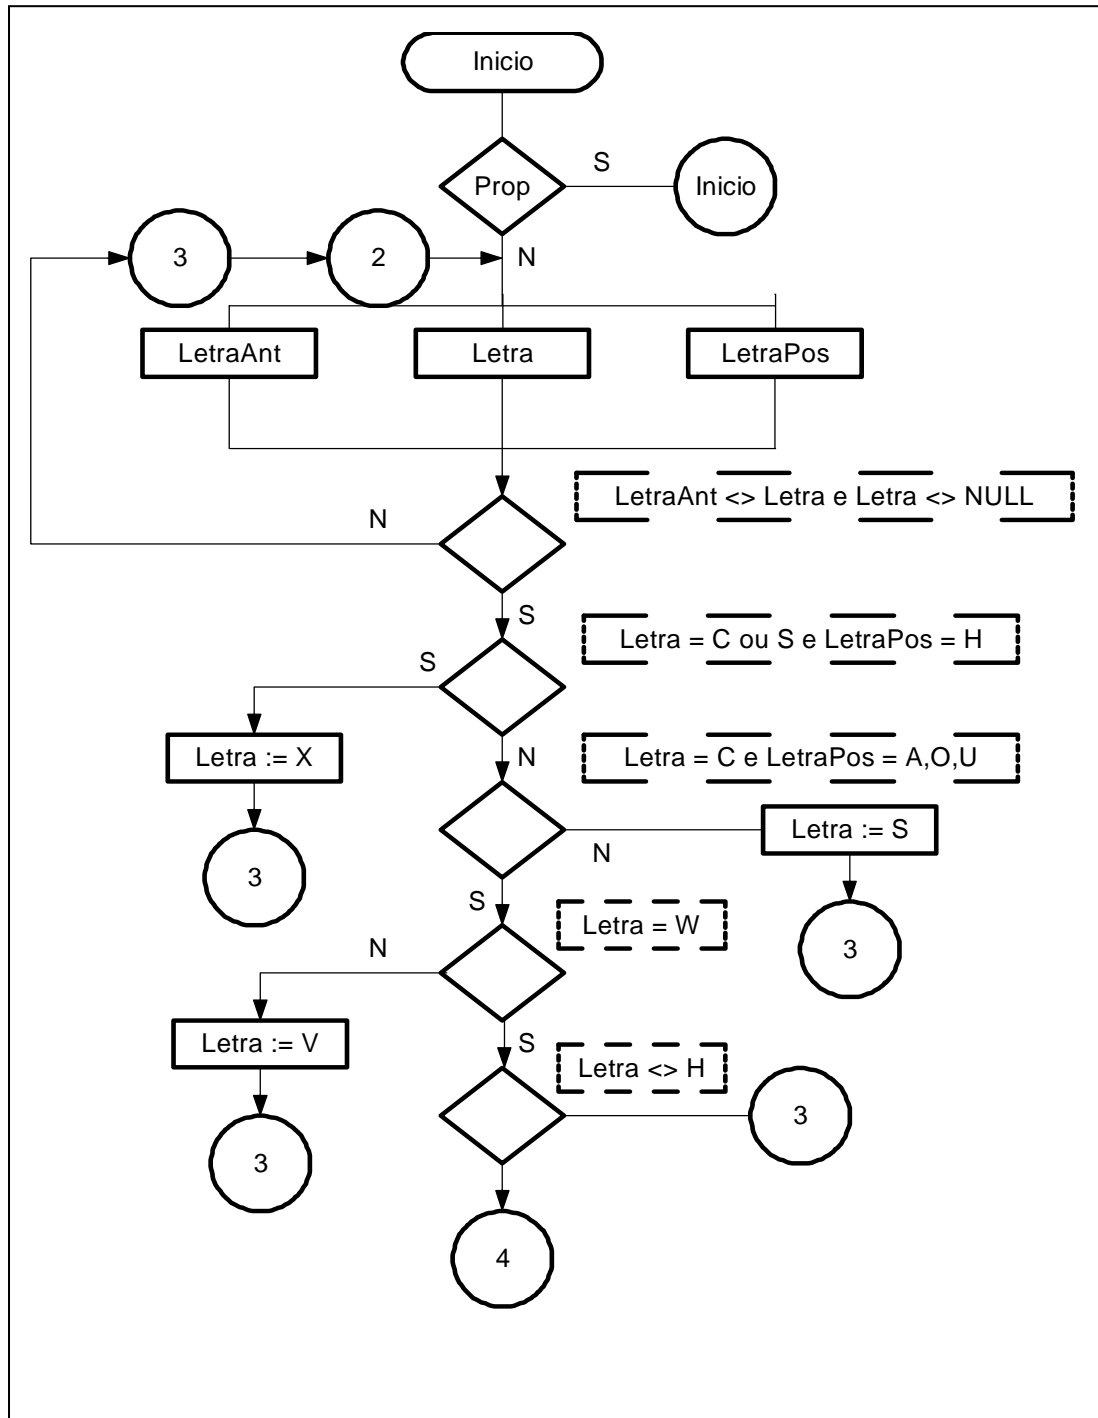 Inicio
S
Prop
Inicio
3
2
N
LetraAnt
Letra
LetraPos
LetraAnt <> Letra e Letra <> NULL
N
S
Letra = C ou S e LetraPos = H
S
Letra := X
N
Letra = C e LetraPos = A,O,U
Letra := S
N
3
S
Letra = W
N
3
Letra := V
S
Letra <> H
3
3
4